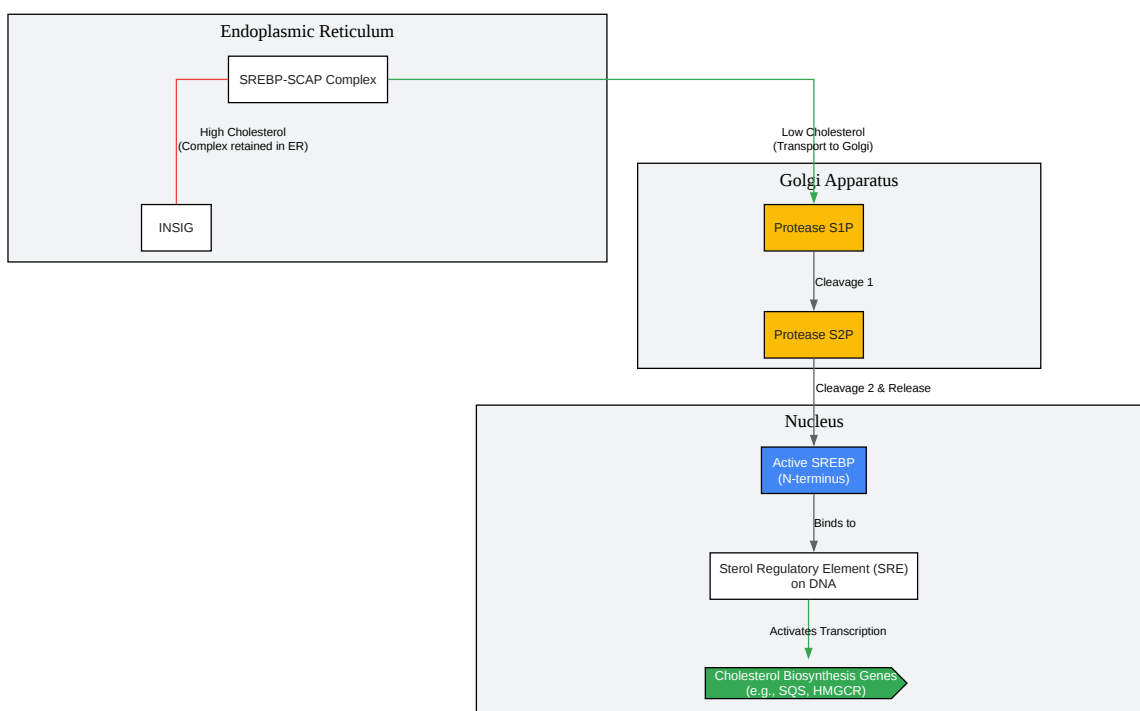 Endoplasmic Reticulum
SREBP-SCAP Complex
High Cholesterol
(Complex retained in ER)
INSIG
Low Cholesterol
(Transport to Golgi)
Golgi Apparatus
Protease S1P
Cleavage 1
Protease S2P
Cleavage 2 & Release
Nucleus
Active SREBP
(N-terminus)
Binds to
Sterol Regulatory Element (SRE)
on DNA
Activates Transcription
Cholesterol Biosynthesis Genes
(e.g., SQS, HMGCR)